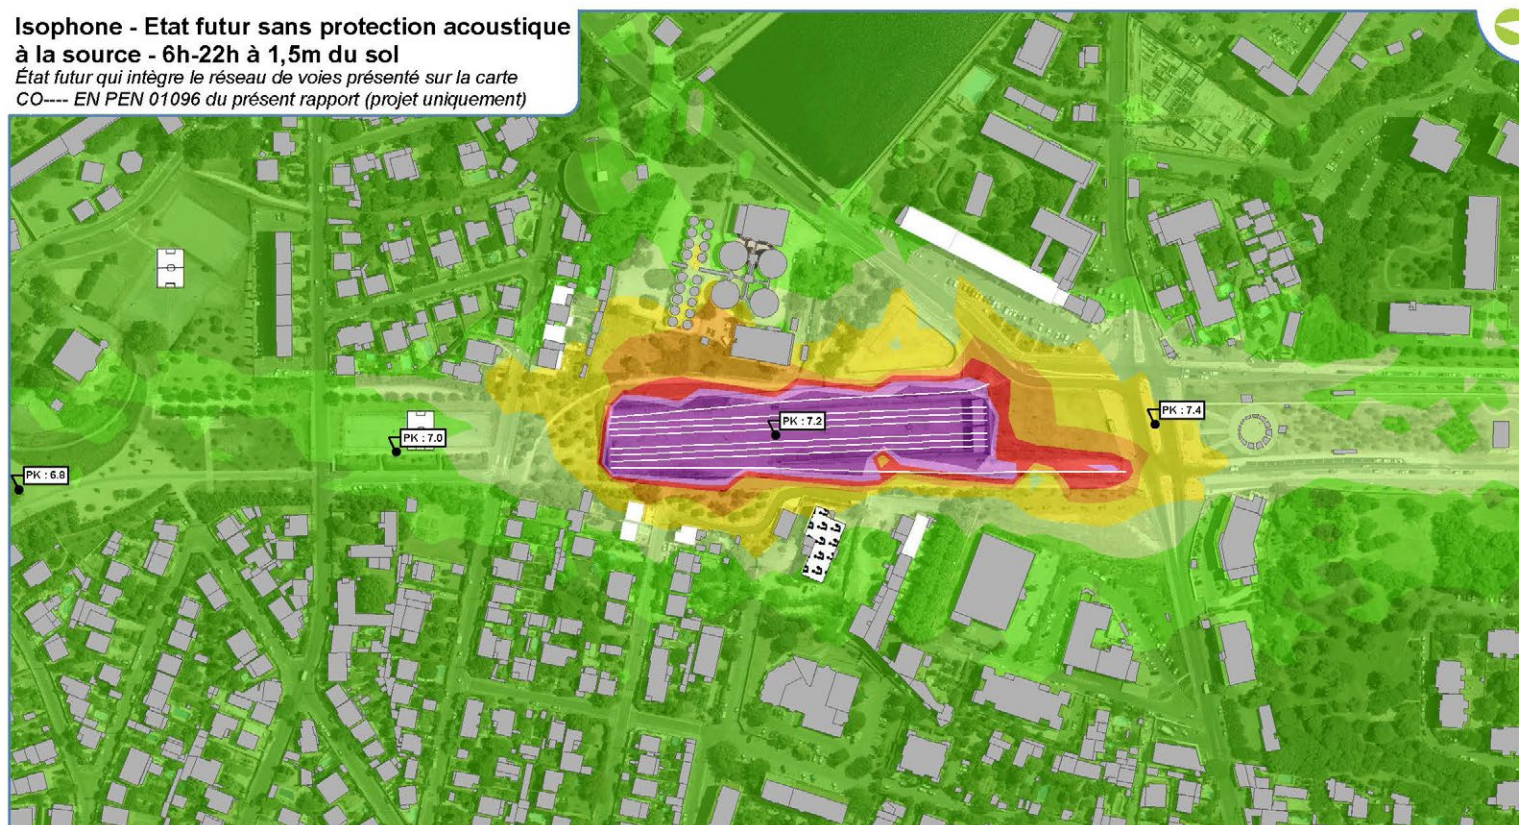 Isophone - Etat futur sans protection acoustique
à la source - 6h-22h à 1,5m du sol
État futur qui intègre le réseau de voies présenté sur la carte
CO---- EN PEN 01096 du présent rapport (projet uniquement)
PK : 7.4
PK : 7.2
PK : 7.0
PK : 6.8